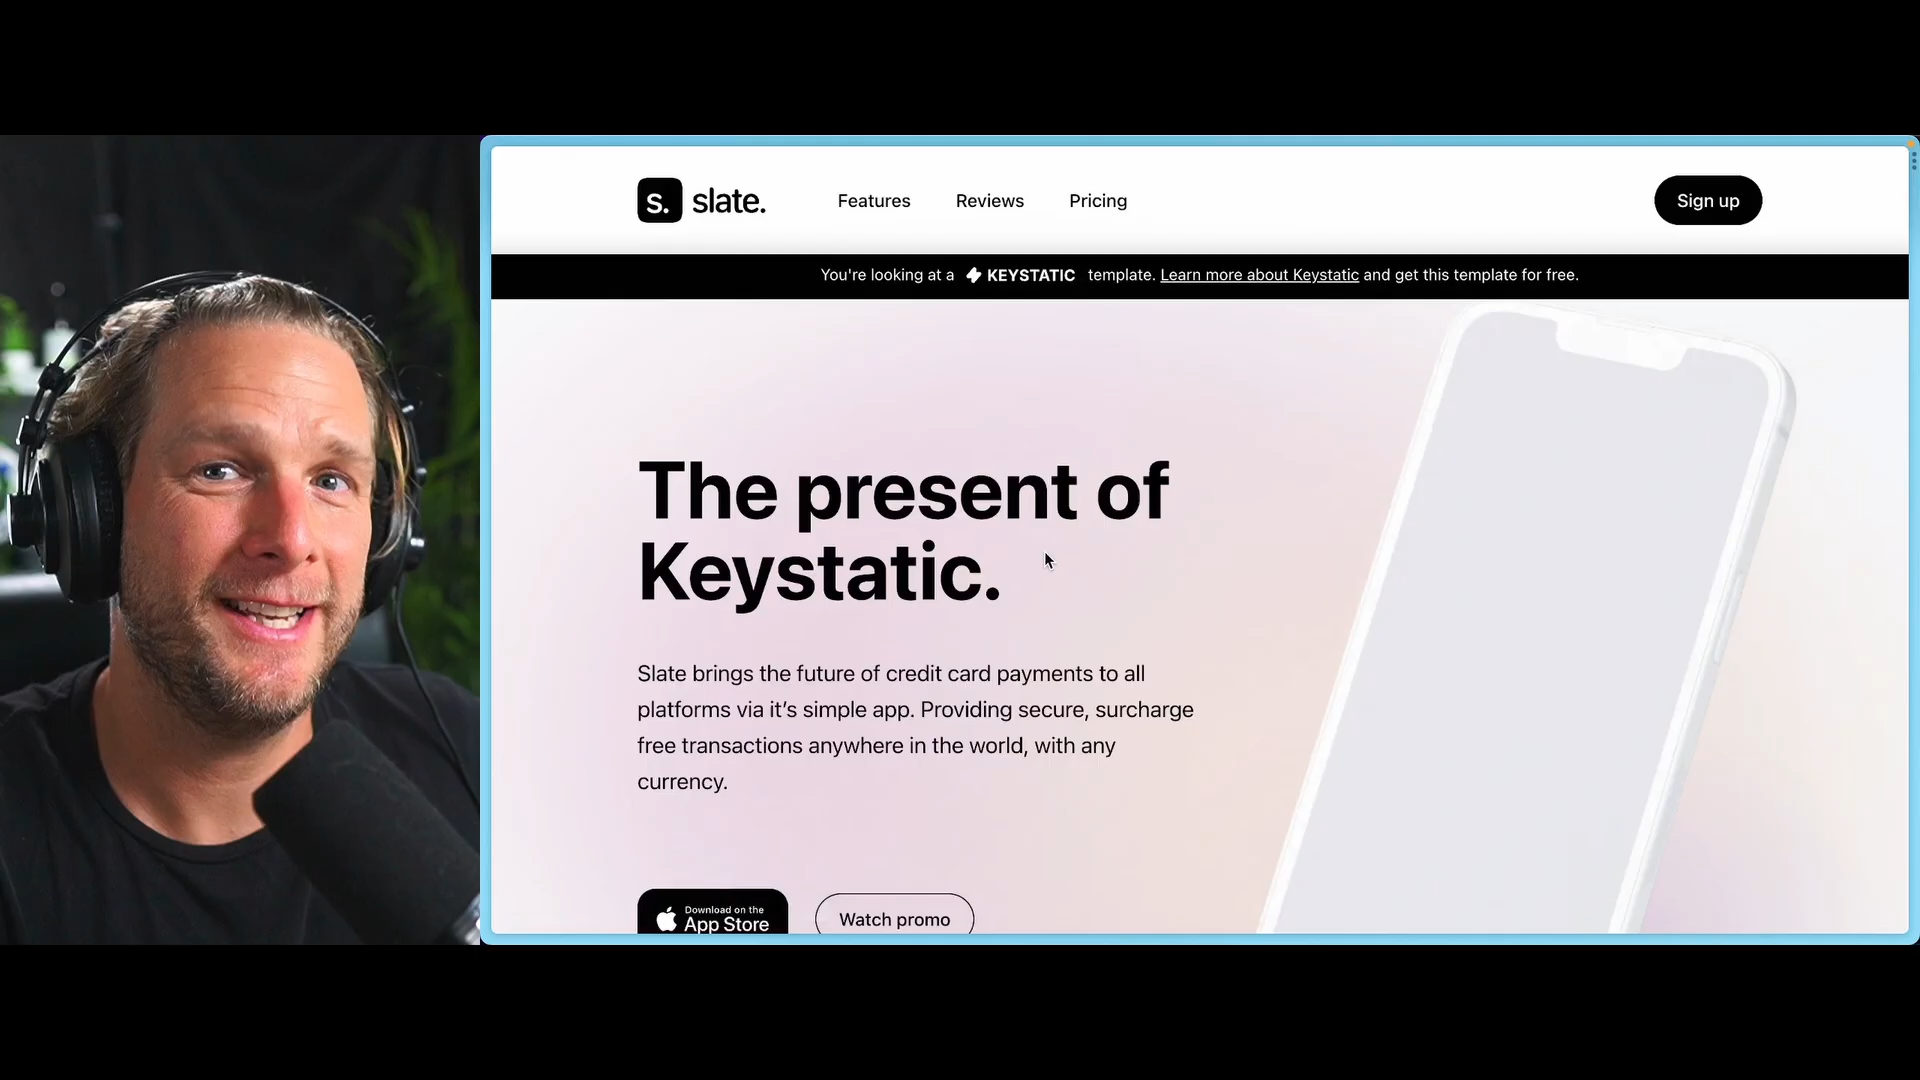 s. slate.
Features Reviews Pricing
Sign up
You're looking at a KEYSTATIC template. Learn more about Keystatic and get this template for free.
The present of
Keystatic.
Slate brings the future of credit card payments to all
platforms via it’s simple app. Providing secure, surcharge
free transactions anywhere in the world, with any
currency.
Download on the
App Store
Watch promo